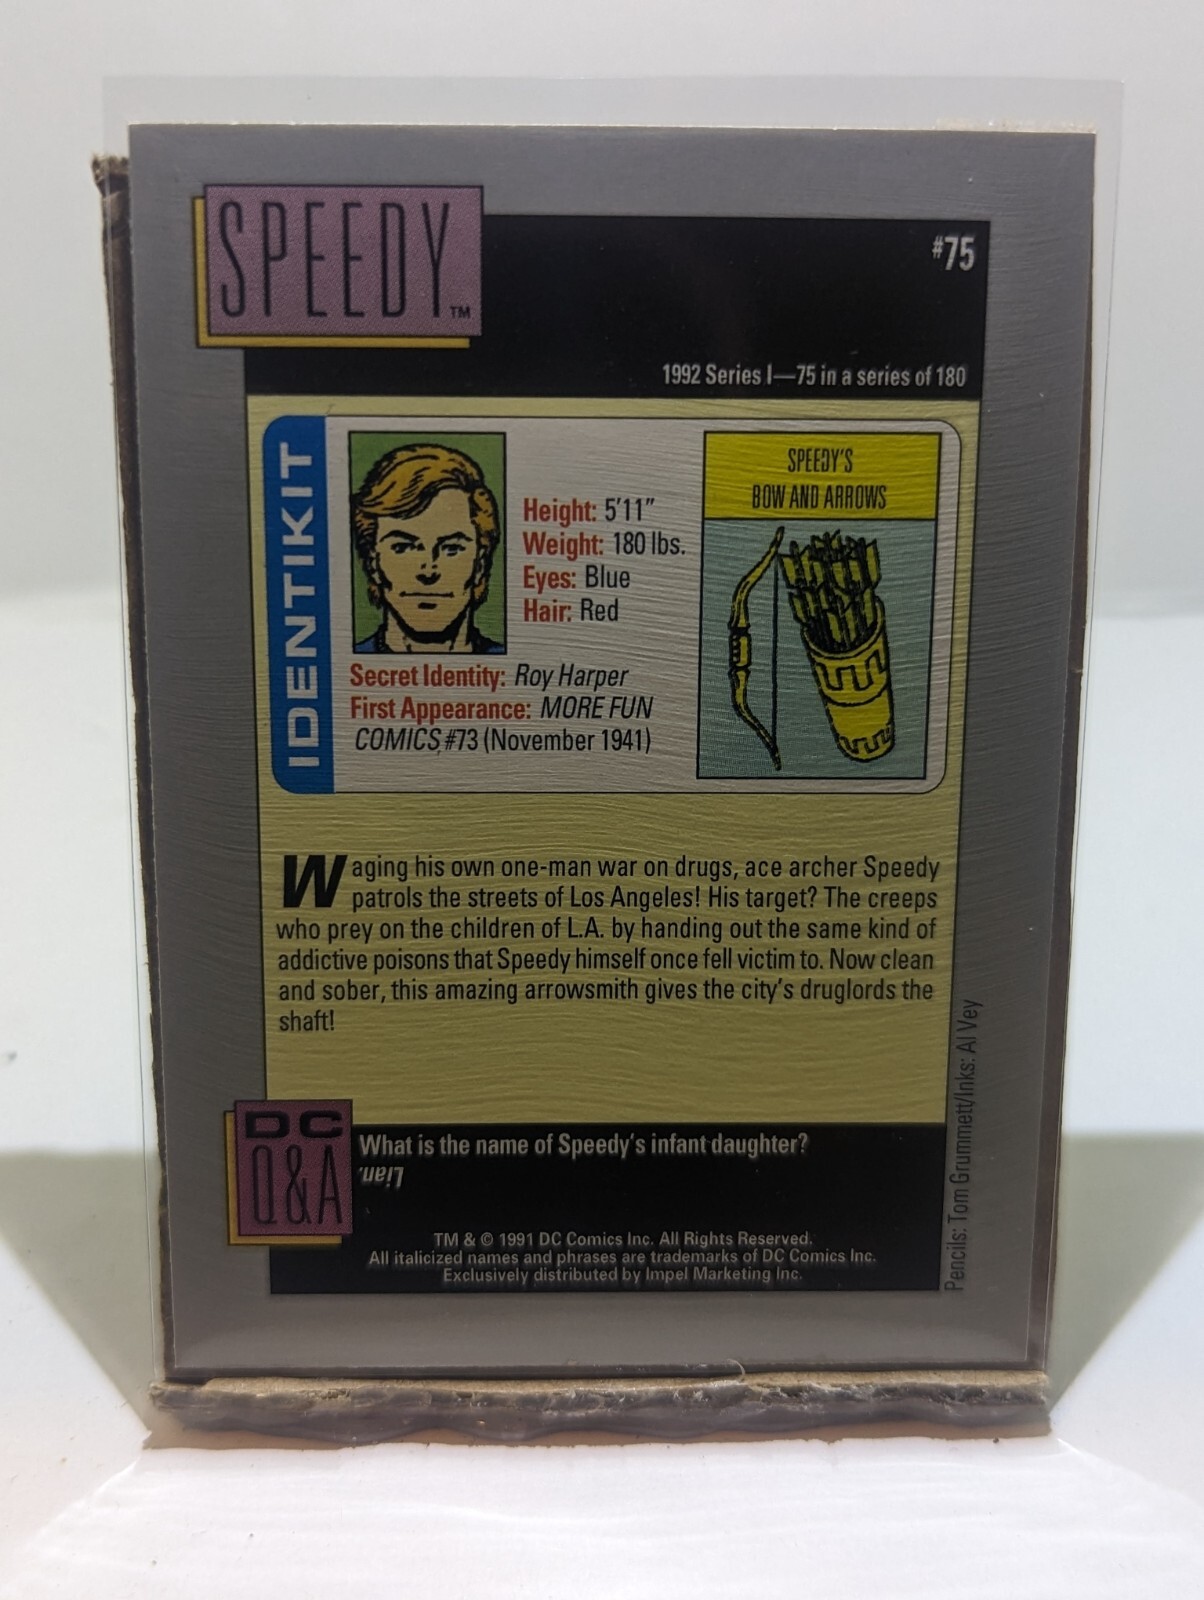 SPEEDY™
#75
1992 Series I—75 in a series of 180
IDENTIKIT
Height: 5'11"
Weight: 180 lbs.
Eyes: Blue
Hair: Red
Secret Identity: Roy Harper
First Appearance: MORE FUN
COMICS #73 (November 1941)
SPEEDY'S
BOW AND ARROWS
Waging his own one-man war on drugs, ace archer Speedy
patrols the streets of Los Angeles! His target? The creeps
who prey on the children of L.A. by handing out the same kind of
addictive poisons that Speedy himself once fell victim to. Now clean
and sober, this amazing arrowsmith gives the city's druglords the
shaft!
DC
Q&A
What is the name of Speedy's infant daughter?
Lian.
TM & © 1991 DC Comics Inc. All Rights Reserved.
All italicized names and phrases are trademarks of DC Comics Inc.
Exclusively distributed by Impel Marketing Inc.
Pencils: Tom Grummett/Inks: Al Vey